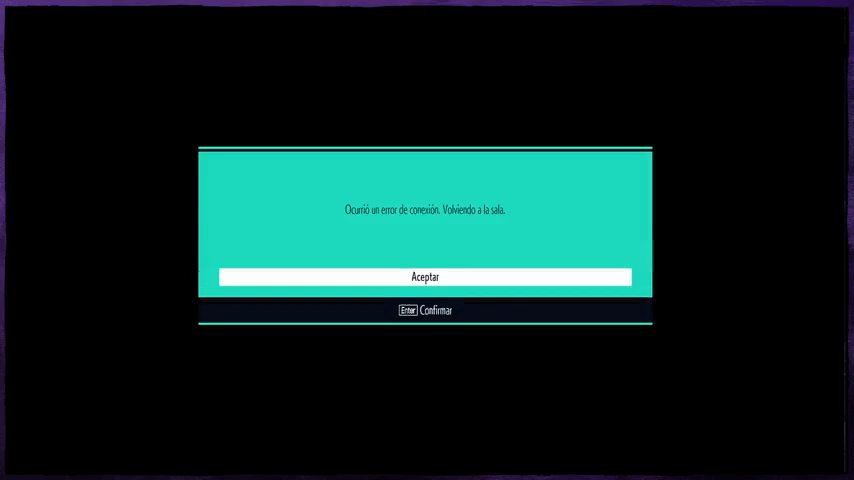 Ocurrió un error de conexión. Volviendo a la sala.
Aceptar
Enter Confirmar